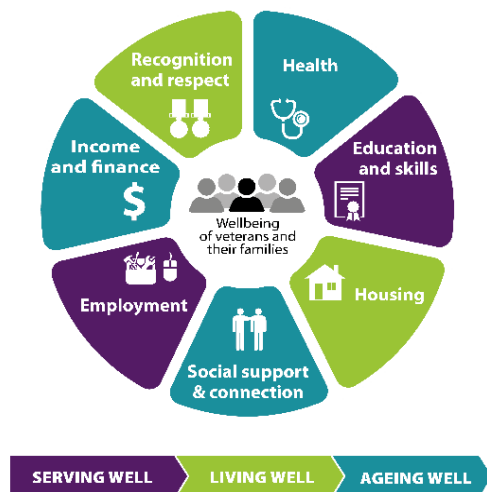 Recognition
and respect
Health
Income
and finance
$
Education
and skills
Wellbeing
of veterans and
their families
Employment
Housing
Social support
& connection
SERVING WELL
LIVING WELL
AGEING WELL